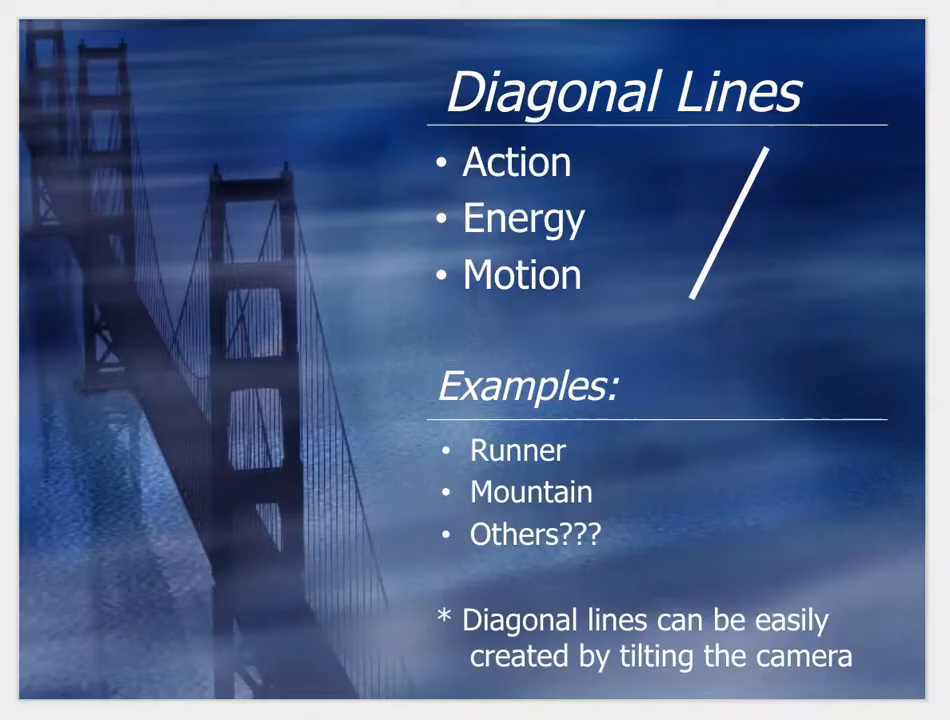 Diagonal Lines
• Action
• Energy
• Motion
Examples:
• Runner
• Mountain
• Others???
* Diagonal lines can be easily
created by tilting the camera